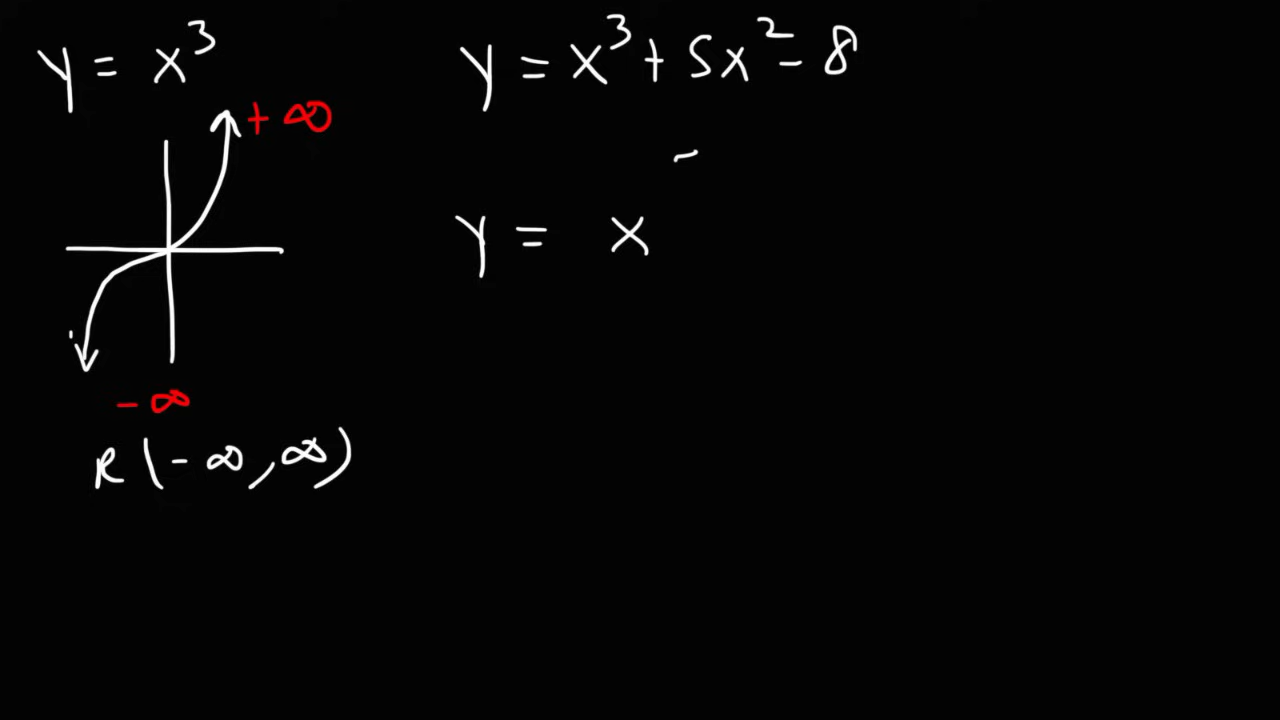 y = x³
y = x³ + 5x² - 8
+ ∞
y = x
- ∞
R (- ∞, ∞)